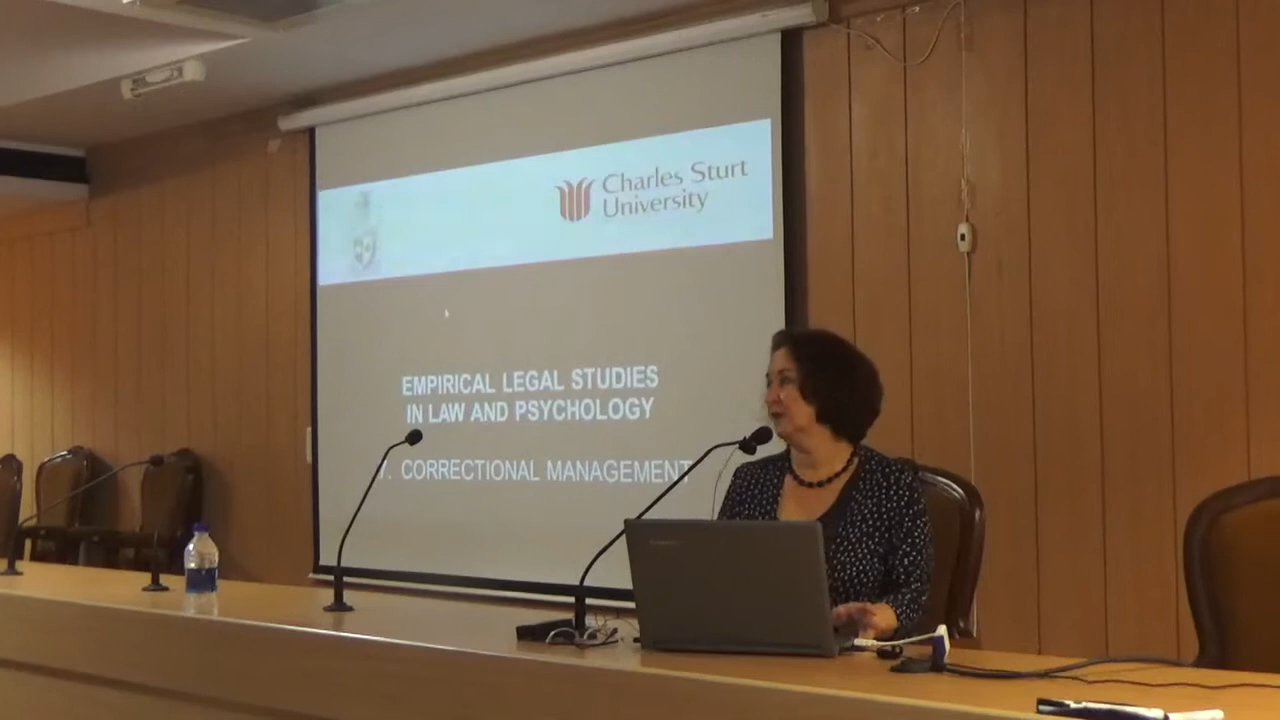 Charles Sturt
University
EMPIRICAL LEGAL STUDIES
IN LAW AND PSYCHOLOGY
CORRECTIONAL MANAGEMENT